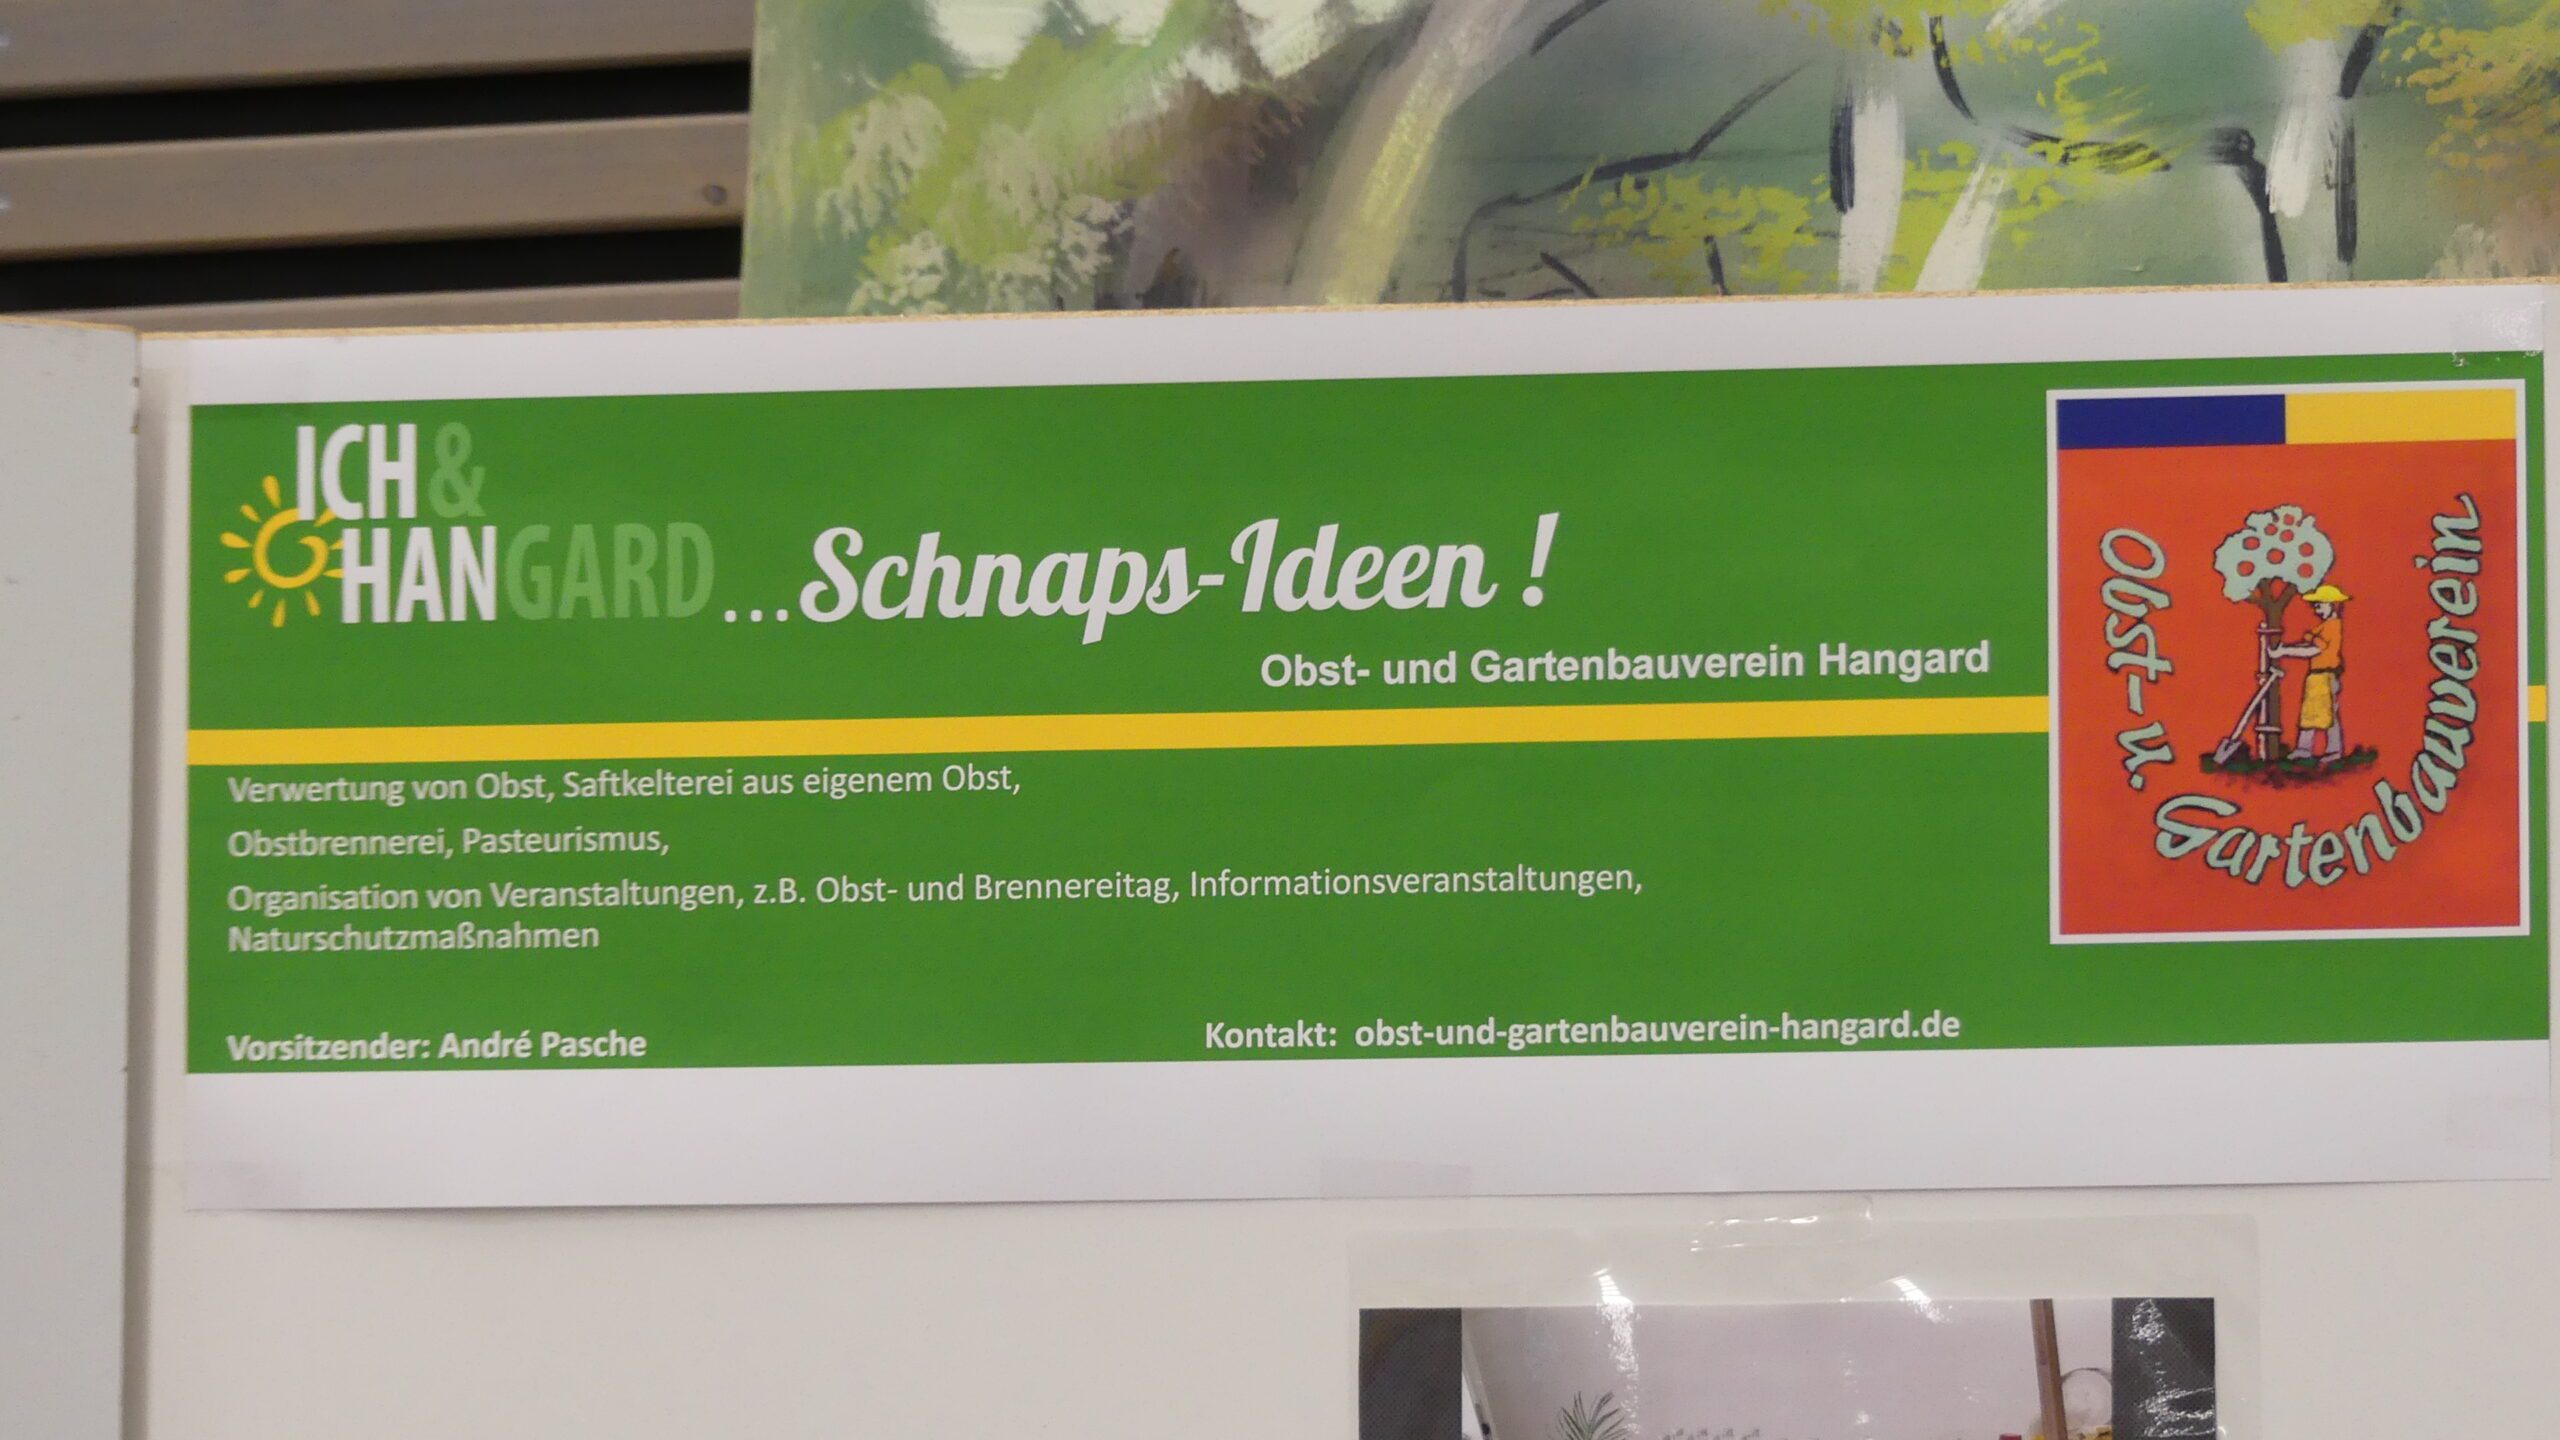 ICH &
HANGARD ...Schnaps-Ideen !
Obst- und Gartenbauverein Hangard
Verwertung von Obst, Saftkelterei aus eigenem Obst,
Obstbrennerei, Pasteurismus,
Organisation von Veranstaltungen, z.B. Obst- und Brennereitag, Informationsveranstaltungen,
Naturschutzmaßnahmen
Vorsitzender: André Pasche
Kontakt: obst-und-gartenbauverein-hangard.de
Obst- u. Gartenbauverein